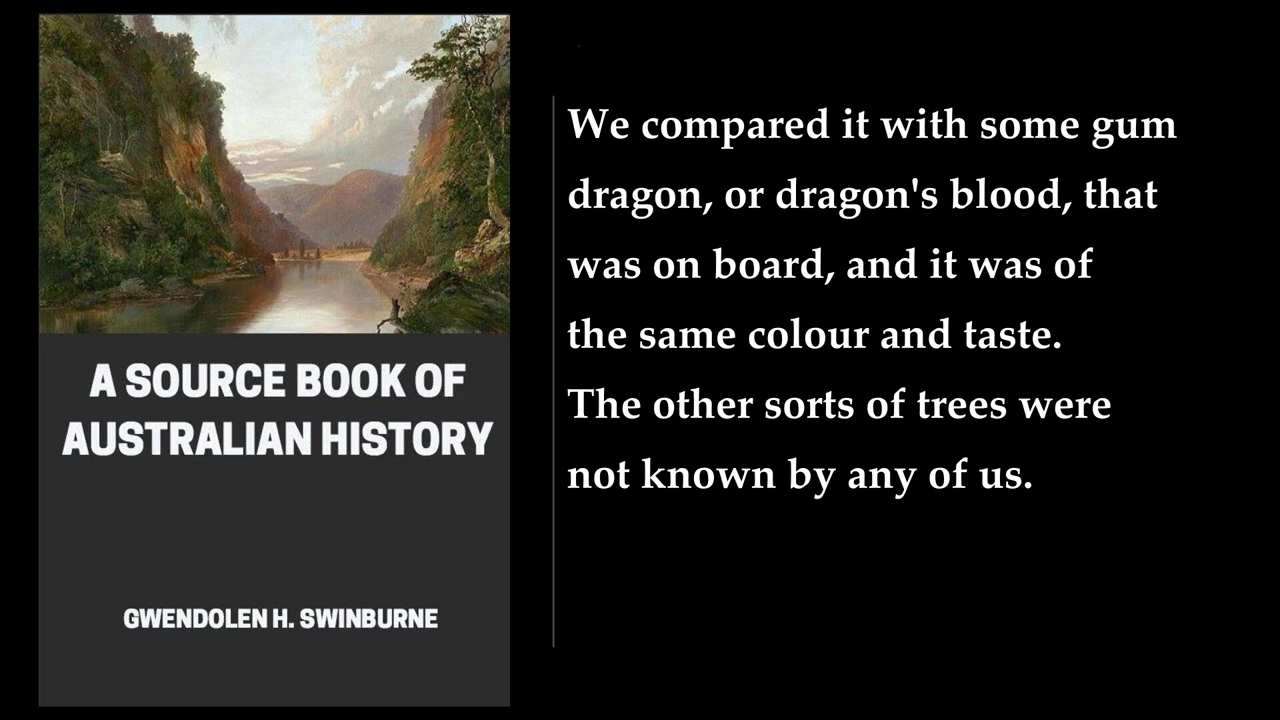 A SOURCE BOOK OF
AUSTRALIAN HISTORY
GWENDOLEN H. SWINBURNE
We compared it with some gum
dragon, or dragon's blood, that
was on board, and it was of
the same colour and taste.
The other sorts of trees were
not known by any of us.